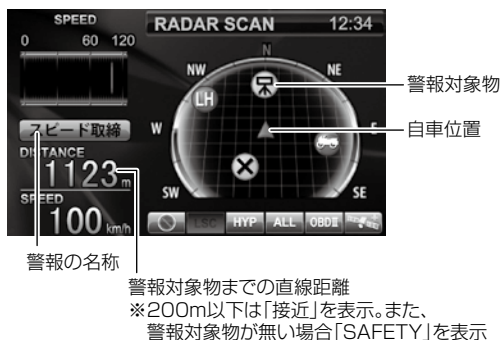 SPEED
0 60 120
RADAR SCAN 12:34
N
NW NE
LH
警報対象物
自車位置
W E
スピード取締
DISTANCE
1123m
SW SE
SPEED
100 km/h
LSC HYP ALL OBDⅡ
警報の名称
警報対象物までの直線距離
※200m以下は「接近」を表示。また、
警報対象物が無い場合「SAFETY」を表示